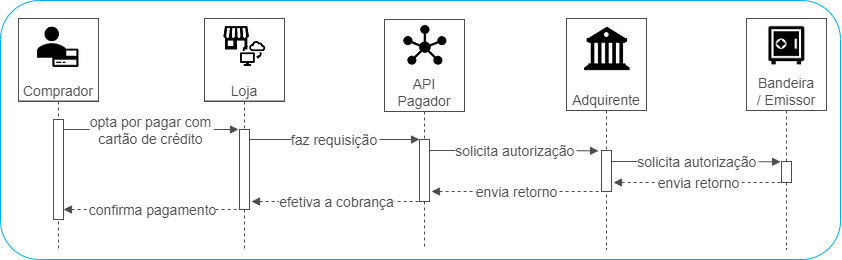 Comprador
Loja
API
Pagador
Adquirente
Bandeira
/ Emissor
opta por pagar com
cartão de crédito
faz requisição
solicita autorização
solicita autorização
envia retorno
envia retorno
efetiva a cobrança
confirma pagamento